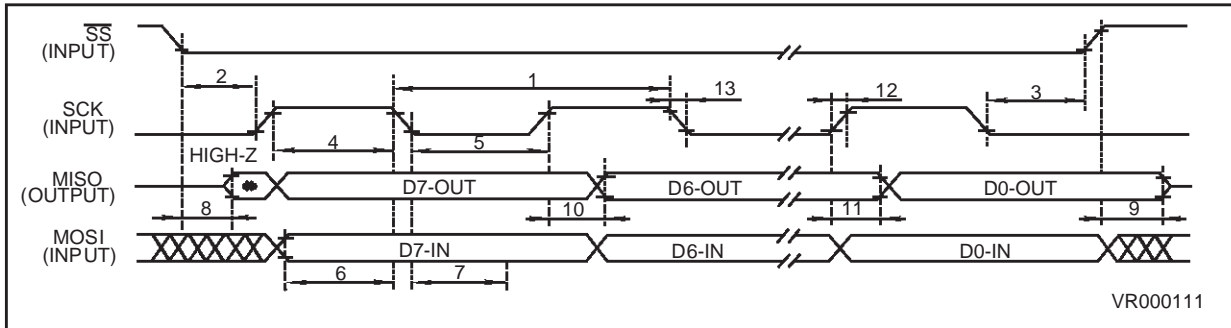 SS
(INPUT)
2
1
13
12
3
SCK
(INPUT)
4
5
HIGH-Z
MISO
(OUTPUT)
D7-OUT
D6-OUT
D0-OUT
8
10
11
9
MOSI
(INPUT)
D7-IN
D6-IN
D0-IN
6
7
VR000111